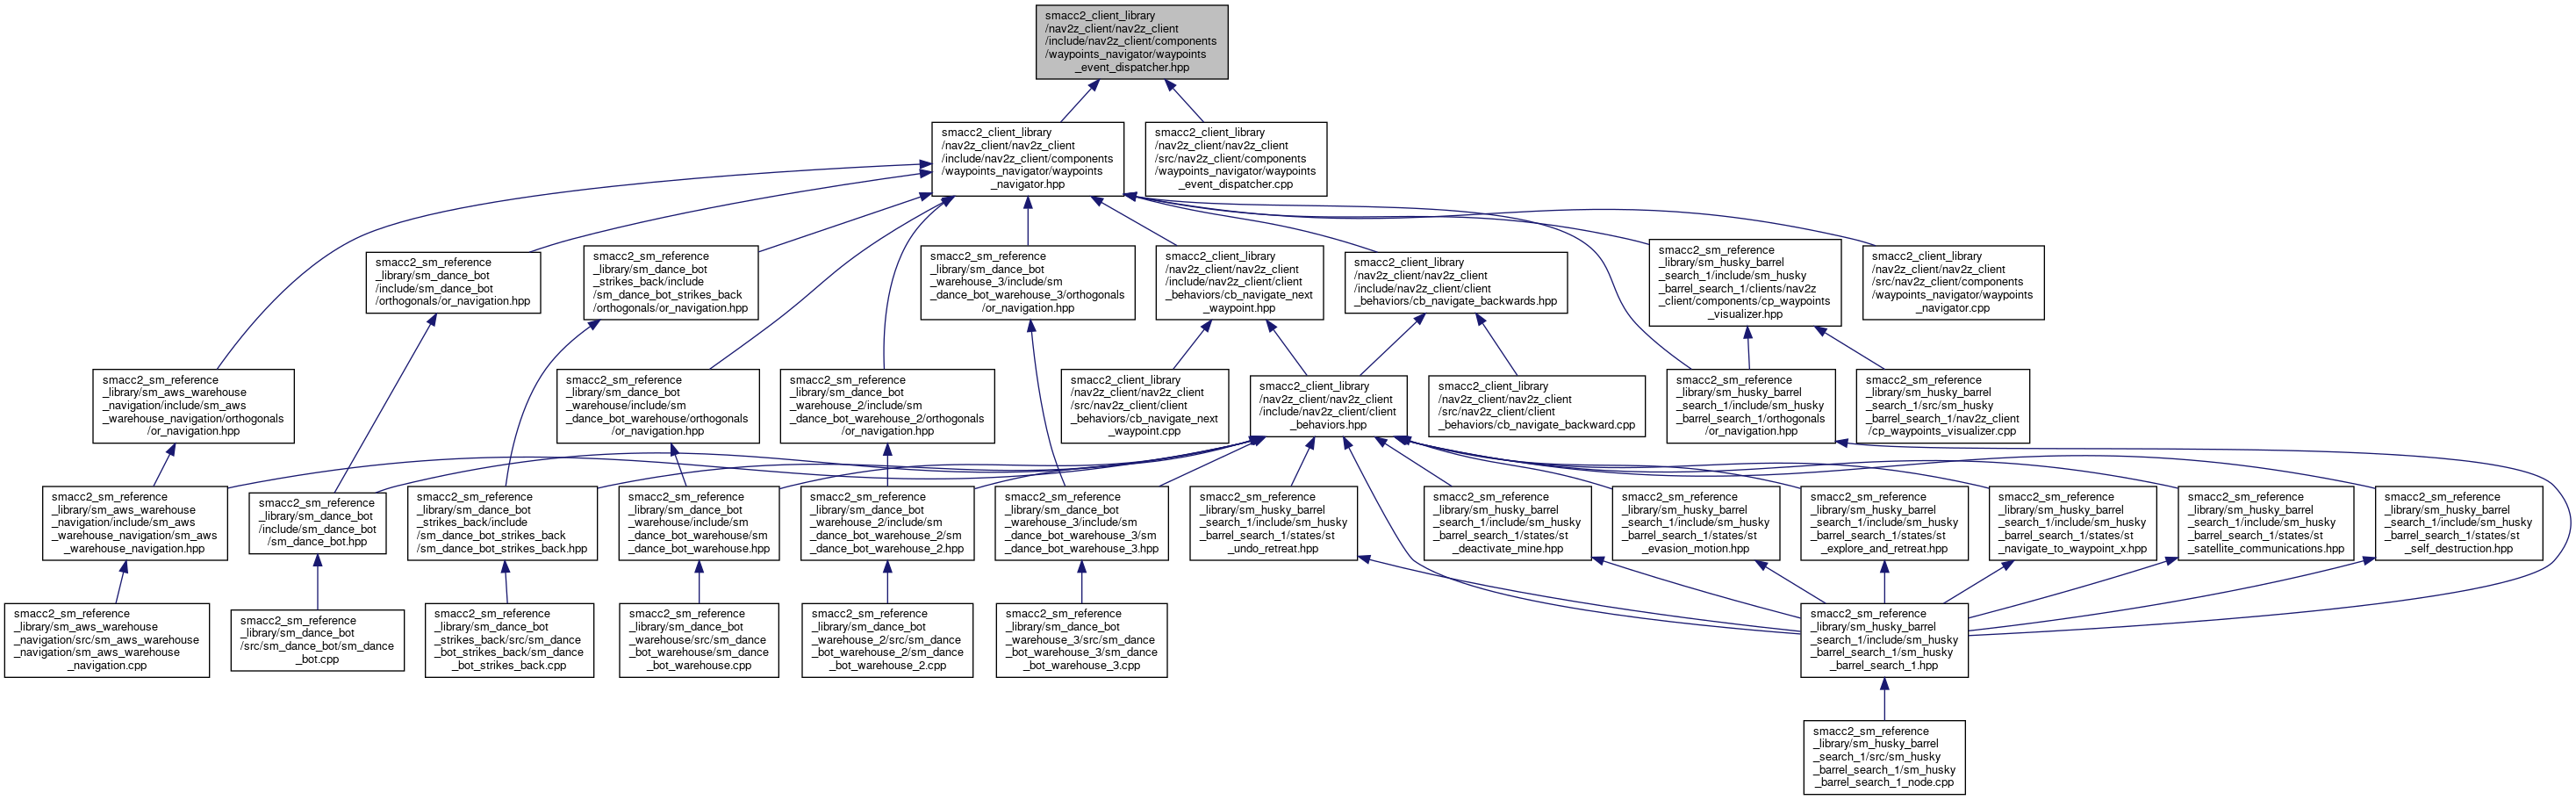 smacc2_client_library
/nav2z_client/nav2z_client
/include/nav2z_client/components
/waypoints_navigator/waypoints
_event_dispatcher.hpp
smacc2_client_library
/nav2z_client/nav2z_client
/include/nav2z_client/components
/waypoints_navigator/waypoints
_navigator.hpp
smacc2_client_library
/nav2z_client/nav2z_client
/src/nav2z_client/components
/waypoints_navigator/waypoints
_event_dispatcher.cpp
smacc2_sm_reference
_library/sm_dance_bot
/include/sm_dance_bot
/orthogonals/or_navigation.hpp
smacc2_sm_reference
_library/sm_dance_bot
_strikes_back/include
/sm_dance_bot_strikes_back
/orthogonals/or_navigation.hpp
smacc2_sm_reference
_library/sm_dance_bot
_warehouse_3/include/sm
_dance_bot_warehouse_3/orthogonals
/or_navigation.hpp
smacc2_client_library
/nav2z_client/nav2z_client
/include/nav2z_client/client
_behaviors/cb_navigate_next
_waypoint.hpp
smacc2_client_library
/nav2z_client/nav2z_client
/include/nav2z_client/client
_behaviors/cb_navigate_backwards.hpp
smacc2_sm_reference
_library/sm_husky_barrel
_search_1/include/sm_husky
_barrel_search_1/clients/nav2z
_client/components/cp_waypoints
_visualizer.hpp
smacc2_client_library
/nav2z_client/nav2z_client
/src/nav2z_client/components
/waypoints_navigator/waypoints
_navigator.cpp
smacc2_sm_reference
_library/sm_aws_warehouse
_navigation/include/sm_aws
_warehouse_navigation/orthogonals
/or_navigation.hpp
smacc2_sm_reference
_library/sm_dance_bot
_warehouse/include/sm
_dance_bot_warehouse/orthogonals
/or_navigation.hpp
smacc2_sm_reference
_library/sm_dance_bot
_warehouse_2/include/sm
_dance_bot_warehouse_2/orthogonals
/or_navigation.hpp
smacc2_client_library
/nav2z_client/nav2z_client
/src/nav2z_client/client
_behaviors/cb_navigate_next
_waypoint.cpp
smacc2_client_library
/nav2z_client/nav2z_client
/include/nav2z_client/client
_behaviors.hpp
smacc2_client_library
/nav2z_client/nav2z_client
/src/nav2z_client/client
_behaviors/cb_navigate_backward.cpp
smacc2_sm_reference
_library/sm_husky_barrel
_search_1/include/sm_husky
_barrel_search_1/orthogonals
/or_navigation.hpp
smacc2_sm_reference
_library/sm_husky_barrel
_search_1/src/sm_husky
_barrel_search_1/nav2z_client
/cp_waypoints_visualizer.cpp
smacc2_sm_reference
_library/sm_aws_warehouse
_navigation/include/sm_aws
_warehouse_navigation/sm_aws
_warehouse_navigation.hpp
smacc2_sm_reference
_library/sm_dance_bot
/include/sm_dance_bot
/sm_dance_bot.hpp
smacc2_sm_reference
_library/sm_dance_bot
_strikes_back/include
/sm_dance_bot_strikes_back
/sm_dance_bot_strikes_back.hpp
smacc2_sm_reference
_library/sm_dance_bot
_warehouse/include/sm
_dance_bot_warehouse/sm
_dance_bot_warehouse.hpp
smacc2_sm_reference
_library/sm_dance_bot
_warehouse_2/include/sm
_dance_bot_warehouse_2/sm
_dance_bot_warehouse_2.hpp
smacc2_sm_reference
_library/sm_dance_bot
_warehouse_3/include/sm
_dance_bot_warehouse_3/sm
_dance_bot_warehouse_3.hpp
smacc2_sm_reference
_library/sm_husky_barrel
_search_1/include/sm_husky
_barrel_search_1/states/st
_undo_retreat.hpp
smacc2_sm_reference
_library/sm_husky_barrel
_search_1/include/sm_husky
_barrel_search_1/states/st
_deactivate_mine.hpp
smacc2_sm_reference
_library/sm_husky_barrel
_search_1/include/sm_husky
_barrel_search_1/states/st
_evasion_motion.hpp
smacc2_sm_reference
_library/sm_husky_barrel
_search_1/include/sm_husky
_barrel_search_1/states/st
_explore_and_retreat.hpp
smacc2_sm_reference
_library/sm_husky_barrel
_search_1/include/sm_husky
_barrel_search_1/states/st
_navigate_to_waypoint_x.hpp
smacc2_sm_reference
_library/sm_husky_barrel
_search_1/include/sm_husky
_barrel_search_1/states/st
_satellite_communications.hpp
smacc2_sm_reference
_library/sm_husky_barrel
_search_1/include/sm_husky
_barrel_search_1/states/st
_self_destruction.hpp
smacc2_sm_reference
_library/sm_aws_warehouse
_navigation/src/sm_aws_warehouse
_navigation/sm_aws_warehouse
_navigation.cpp
smacc2_sm_reference
_library/sm_dance_bot
/src/sm_dance_bot/sm_dance
_bot.cpp
smacc2_sm_reference
_library/sm_dance_bot
_strikes_back/src/sm_dance
_bot_strikes_back/sm_dance
_bot_strikes_back.cpp
smacc2_sm_reference
_library/sm_dance_bot
_warehouse/src/sm_dance
_bot_warehouse/sm_dance
_bot_warehouse.cpp
smacc2_sm_reference
_library/sm_dance_bot
_warehouse_2/src/sm_dance
_bot_warehouse_2/sm_dance
_bot_warehouse_2.cpp
smacc2_sm_reference
_library/sm_dance_bot
_warehouse_3/src/sm_dance
_bot_warehouse_3/sm_dance
_bot_warehouse_3.cpp
smacc2_sm_reference
_library/sm_husky_barrel
_search_1/include/sm_husky
_barrel_search_1/sm_husky
_barrel_search_1.hpp
smacc2_sm_reference
_library/sm_husky_barrel
_search_1/src/sm_husky
_barrel_search_1/sm_husky
_barrel_search_1_node.cpp